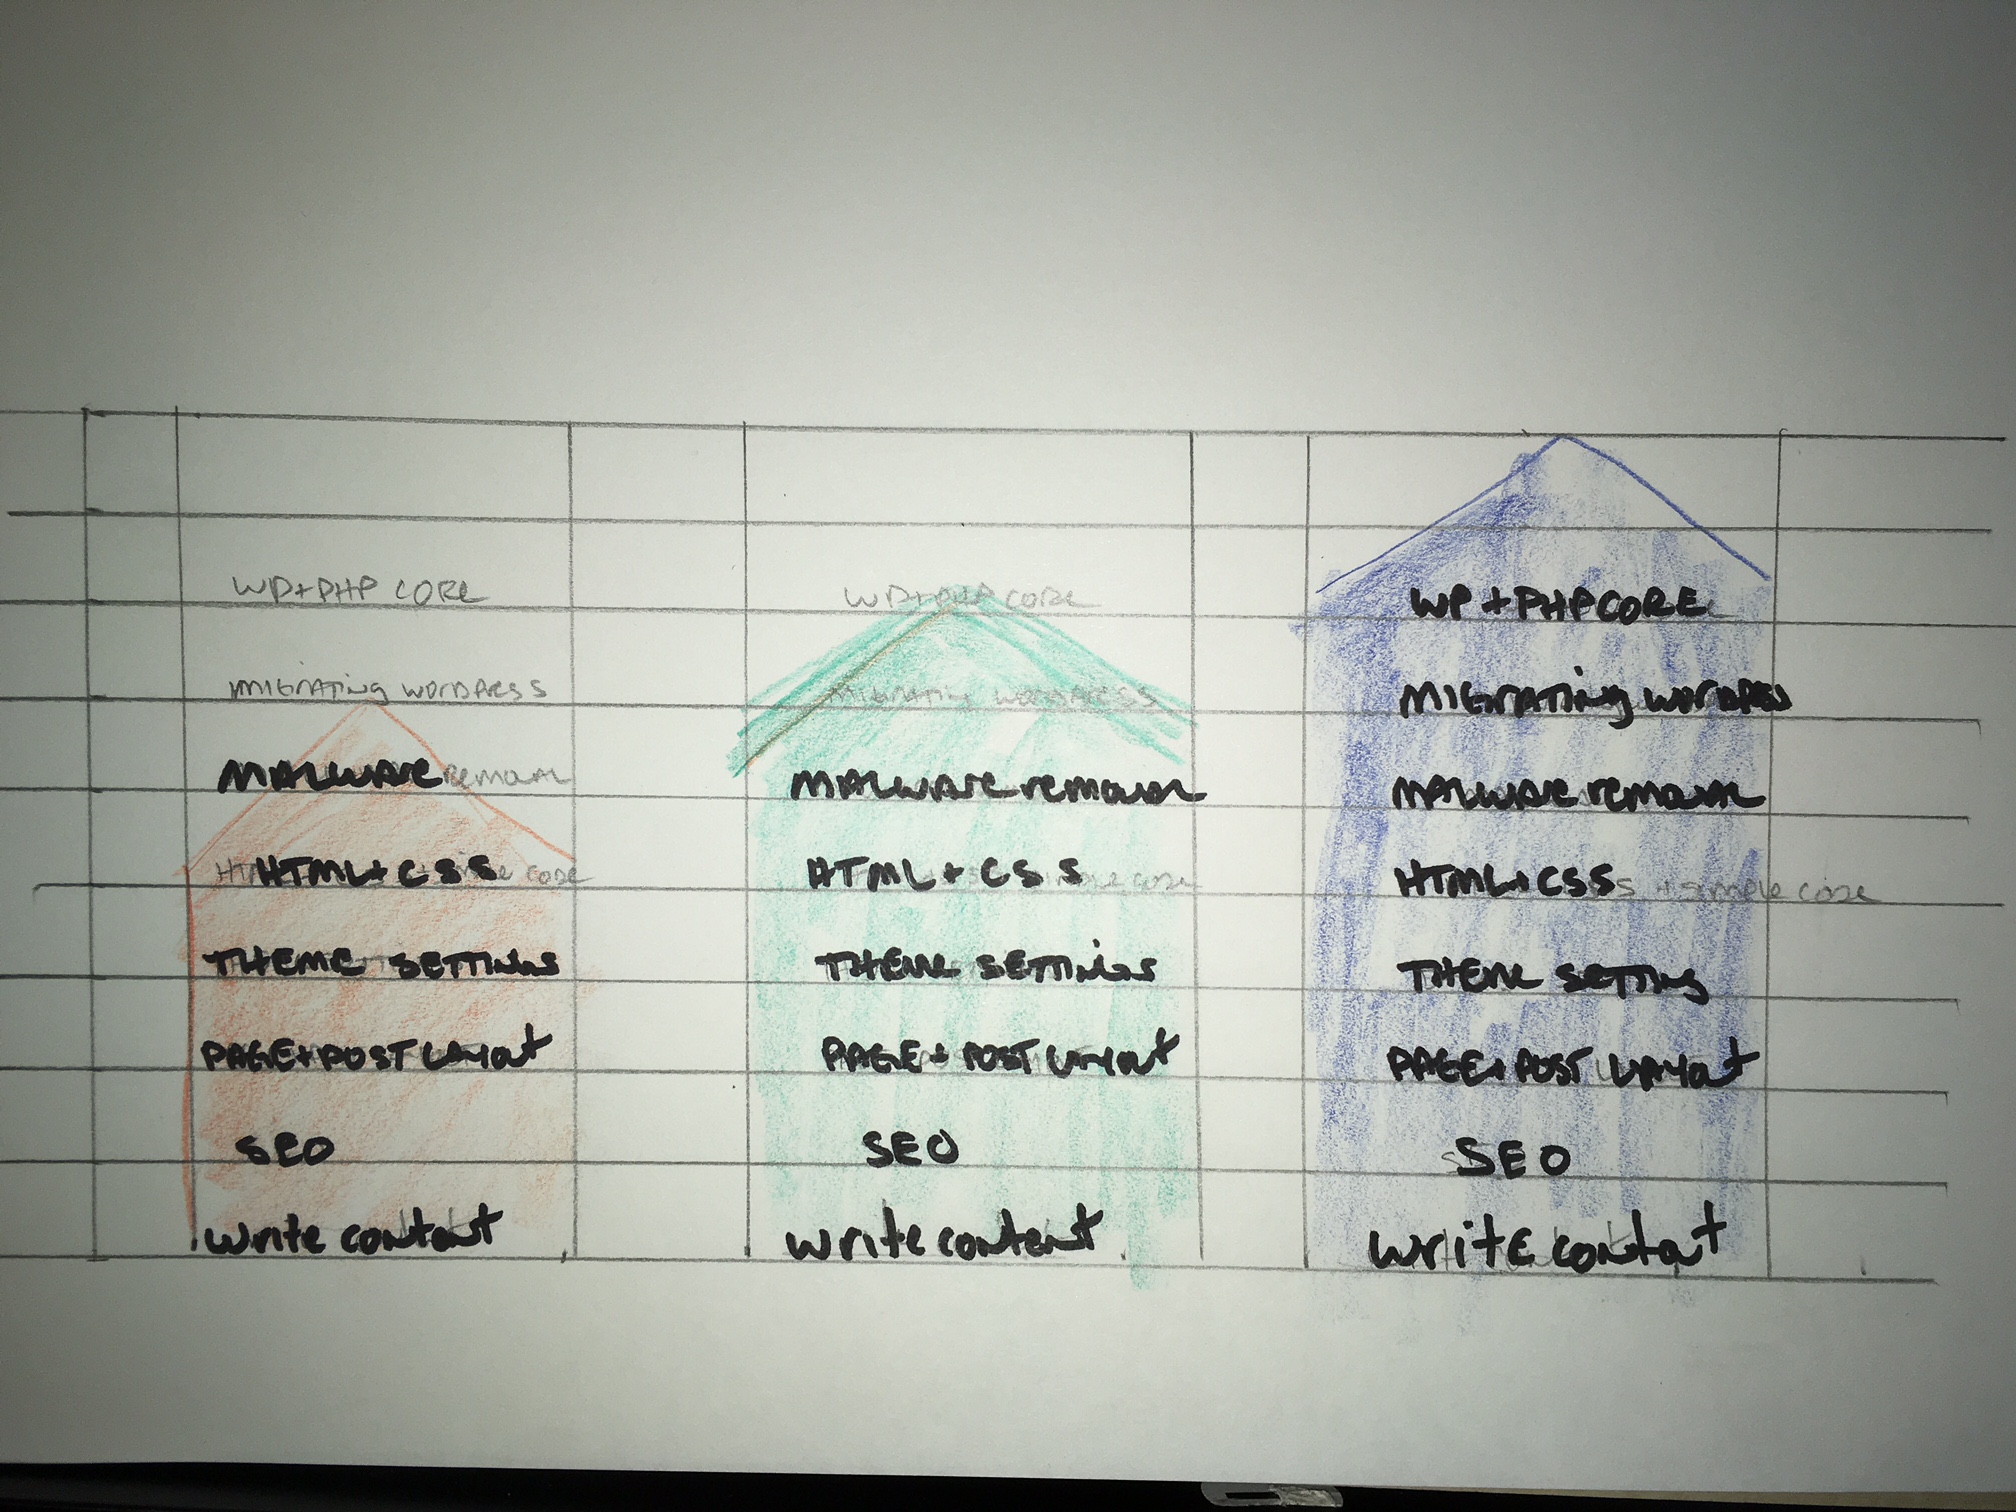 WP+PHP CORE
MIGRATING WORDPRESS
MALWARE removal
HTML+CSS code
THEME SETTINGS
PAGE+POST LAYOUT
SEO
Write content
WP+PHP CORE
MIGRATING WORDPRESS
MALWARE removal
HTML+CSS simple code
THEME SETTINGS
PAGE+POST LAYOUT
SEO
Write content
WP+PHP CORE
MIGRATING WORDPRESS
MALWARE removal
HTML+CSS + simple code
THEME SETTING
PAGE+POST LAYOUT
SEO
Write content